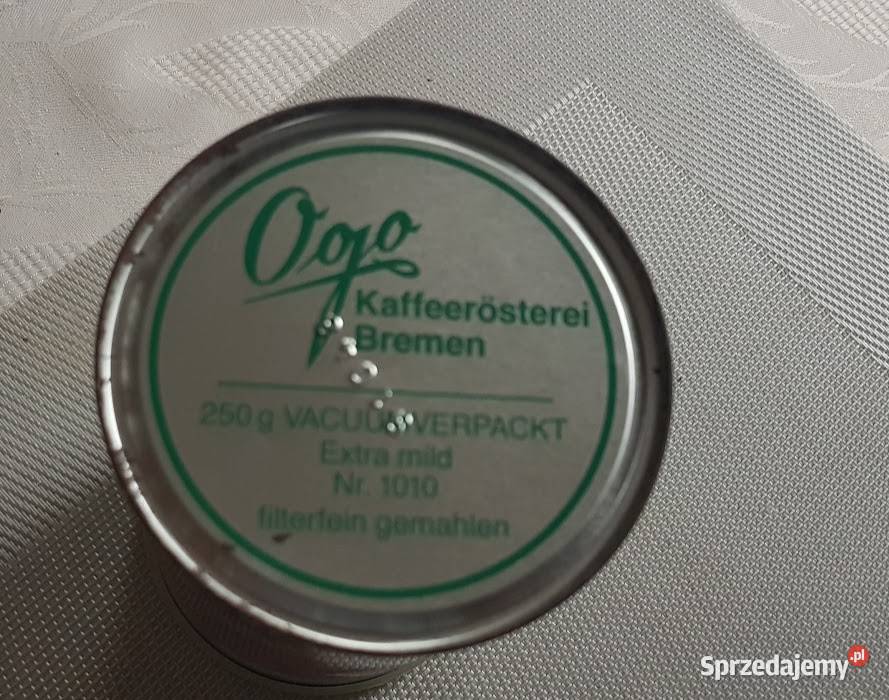 Ogo
Kaffeerösterei
Bremen
250 g VACUUMVERPACKT
Extra mild
Nr. 1010
filterfein gemahlen
Sprzedajemy.pl